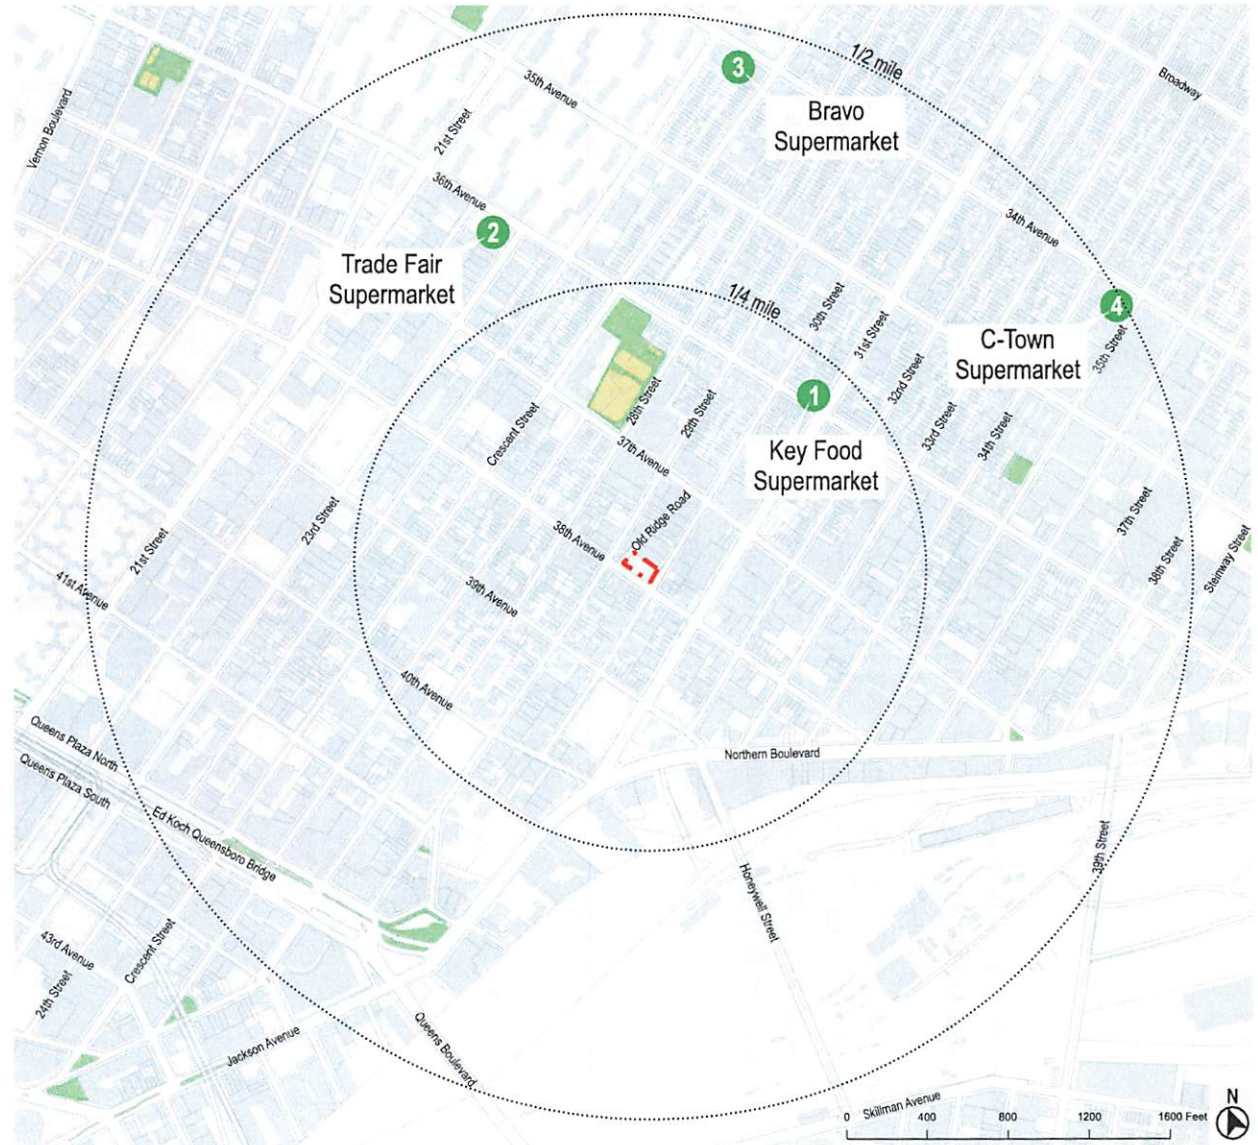 1/2 mile
3
Broadway
35th Avenue
Bravo
Supermarket
Vernon Boulevard
21st Street
36th Avenue
2
34th Avenue
Trade Fair
Supermarket
1/4 mile
30th Street
31st Street
4
C-Town
Supermarket
35th Street
32nd Street
1
28th Street
29th Street
Crescent Street
33rd Street
34th Street
37th Avenue
Key Food
Supermarket
Old Ridge Road
23rd Street
38th Avenue
37th Street
38th Street
Steinway Street
21st Street
41st Avenue
39th Avenue
40th Avenue
Queens Plaza North
Queens Plaza South
Northern Boulevard
Ed Koch Queensboro Bridge
39th Street
Honeywell Street
43rd Avenue
Crescent Street
24th Street
Jackson Avenue
Queens Boulevard
Skillman Avenue
N
0 400 800 1200 1600 Feet